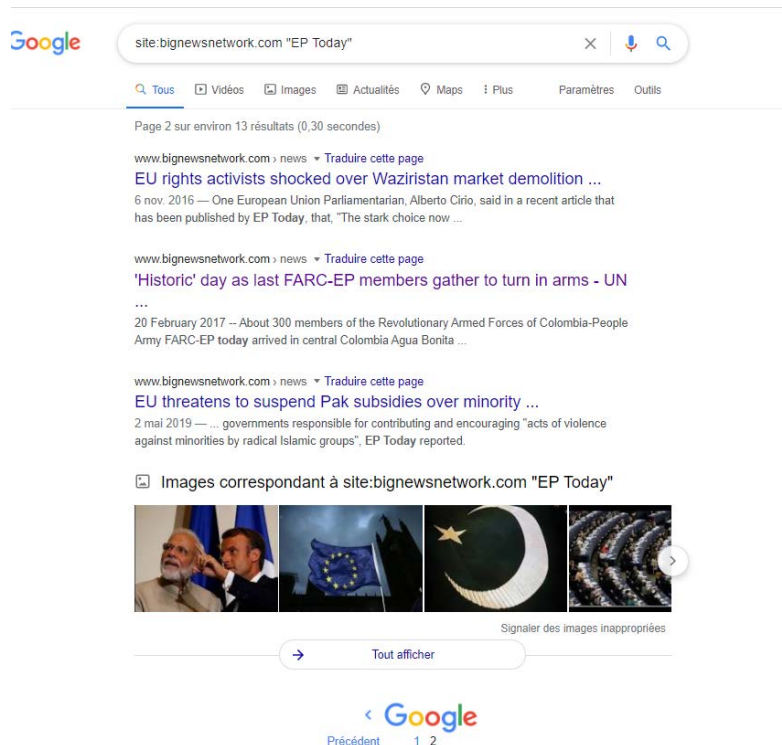 Google
site:bignewsnetwork.com "EP Today"
Tous Vidéos Images Actualités Maps Plus Paramètres Outils
Page 2 sur environ 13 résultats (0,30 secondes)
www.bignewsnetwork.com › news Traduire cette page
EU rights activists shocked over Waziristan market demolition ...
6 nov. 2016 — One European Union Parliamentarian, Alberto Cirio, said in a recent article that
has been published by EP Today, that, "The stark choice now ...
www.bignewsnetwork.com › news Traduire cette page
'Historic' day as last FARC-EP members gather to turn in arms - UN
...
20 February 2017 -- About 300 members of the Revolutionary Armed Forces of Colombia-People
Army FARC-EP today arrived in central Colombia Agua Bonita ...
www.bignewsnetwork.com › news Traduire cette page
EU threatens to suspend Pak subsidies over minority ...
2 mai 2019 — ... governments responsible for contributing and encouraging "acts of violence
against minorities by radical Islamic groups", EP Today reported.
Images correspondant à site:bignewsnetwork.com "EP Today"
Signaler des images inappropriées
Tout afficher
Google
Précédent 1 2